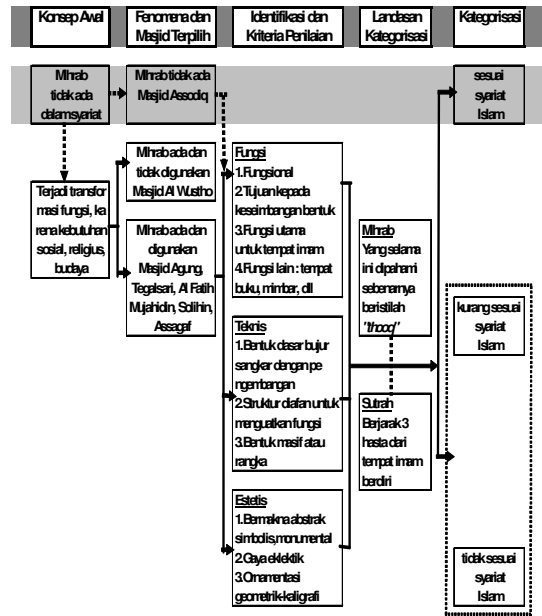 Konsep Awal
Fenomena dan
Masjid Terpilih
Identifikasi dan
Kriteria Penilaian
Landasan
Kategorisasi
Kategorisasi
Mihrab
tidak ada
dalam syariat
Mihrab tidak ada
Masjid Assodiq
sesuai
syariat
Islam
Terjadi transfor
masi fungsi, ka
rena kebutuhan
sosial, religius,
budaya
Mihrab ada dan
tidak digunakan
Masjid Al Wustho
Mihrab ada dan
digunakan
Masjid Agung,
Tegalsari, Al Fatih
Mujahidin, Solihin,
Assagaf
Fungsi
1.Fungsional
2.Tujuan kepada
keseimbangan bentuk
3.Fungsi utama
untuk tempat imam
4.Fungsi lain : tempat
buku, mimbar, dll
Teknis
1.Bentuk dasar bujur
sangkar dengan pe
ngembangan
2.Struktur diafan untuk
menguatkan fungsi
3.Bentuk masif atau
rangka
Estetis
1.Bermakna abstrak
simbolis,monumental
2.Gaya eklektik
3.Ornamentasi
geometrik-kaligrafi
Mihrab
Yang selama
ini dipahami
sebenarnya
beristilah
"thooq"
Sutrah
Berjarak 3
hasta dari
tempat imam
berdiri
kurang sesuai
syariat
Islam
tidak sesuai
syariat
Islam